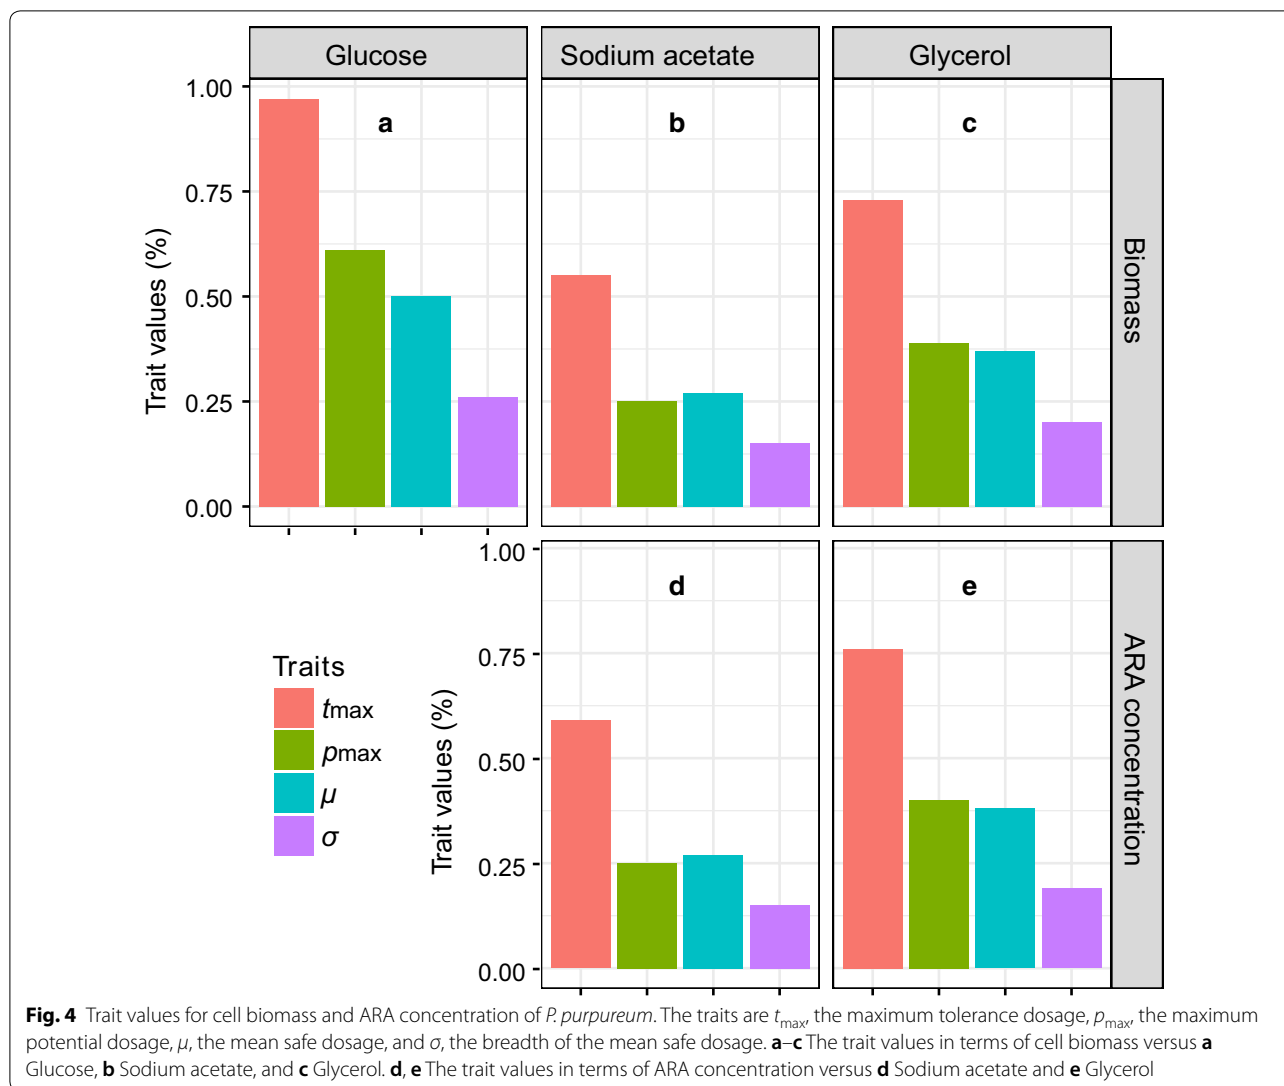 Glucose
Sodium acetate
Glycerol
1.00
0.75
0.50
0.25
0.00
Trait values (%)
a
b
c
Biomass
1.00
0.75
0.50
0.25
0.00
Trait values (%)
d
e
ARA concentration
Traits
tmax
pmax
μ
σ
Fig. 4 Trait values for cell biomass and ARA concentration of P. purpureum. The traits are tmax, the maximum tolerance dosage, pmax, the maximum
potential dosage, μ, the mean safe dosage, and σ, the breadth of the mean safe dosage. a–c The trait values in terms of cell biomass versus a
Glucose, b Sodium acetate, and c Glycerol. d, e The trait values in terms of ARA concentration versus d Sodium acetate and e Glycerol